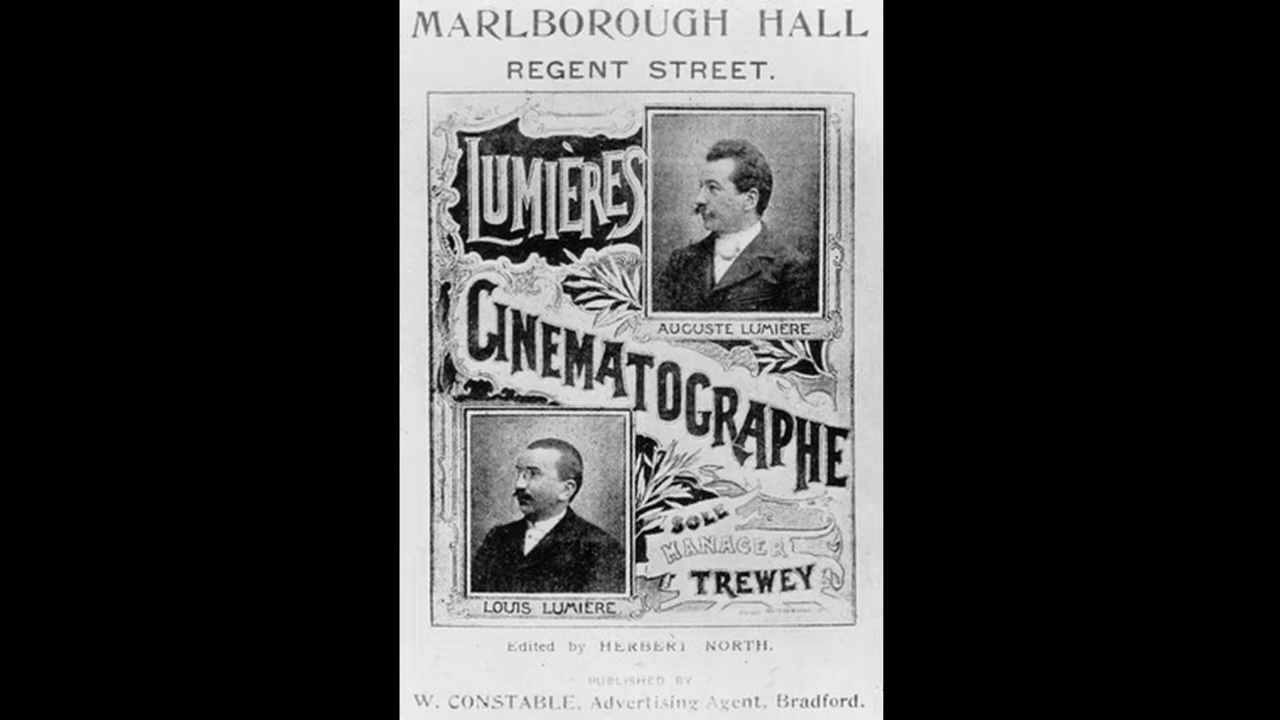 MARLBOROUGH HALL
REGENT STREET.
LUMIÈRES
AUGUSTE LUMIÈRE
CINEMATOGRAPHE
SOLE
MANAGER
TREWEY
LOUIS LUMIÈRE
Edited by HERBERT NORTH.
PUBLISHED BY
W. CONSTABLE, Advertising Agent, Bradford.